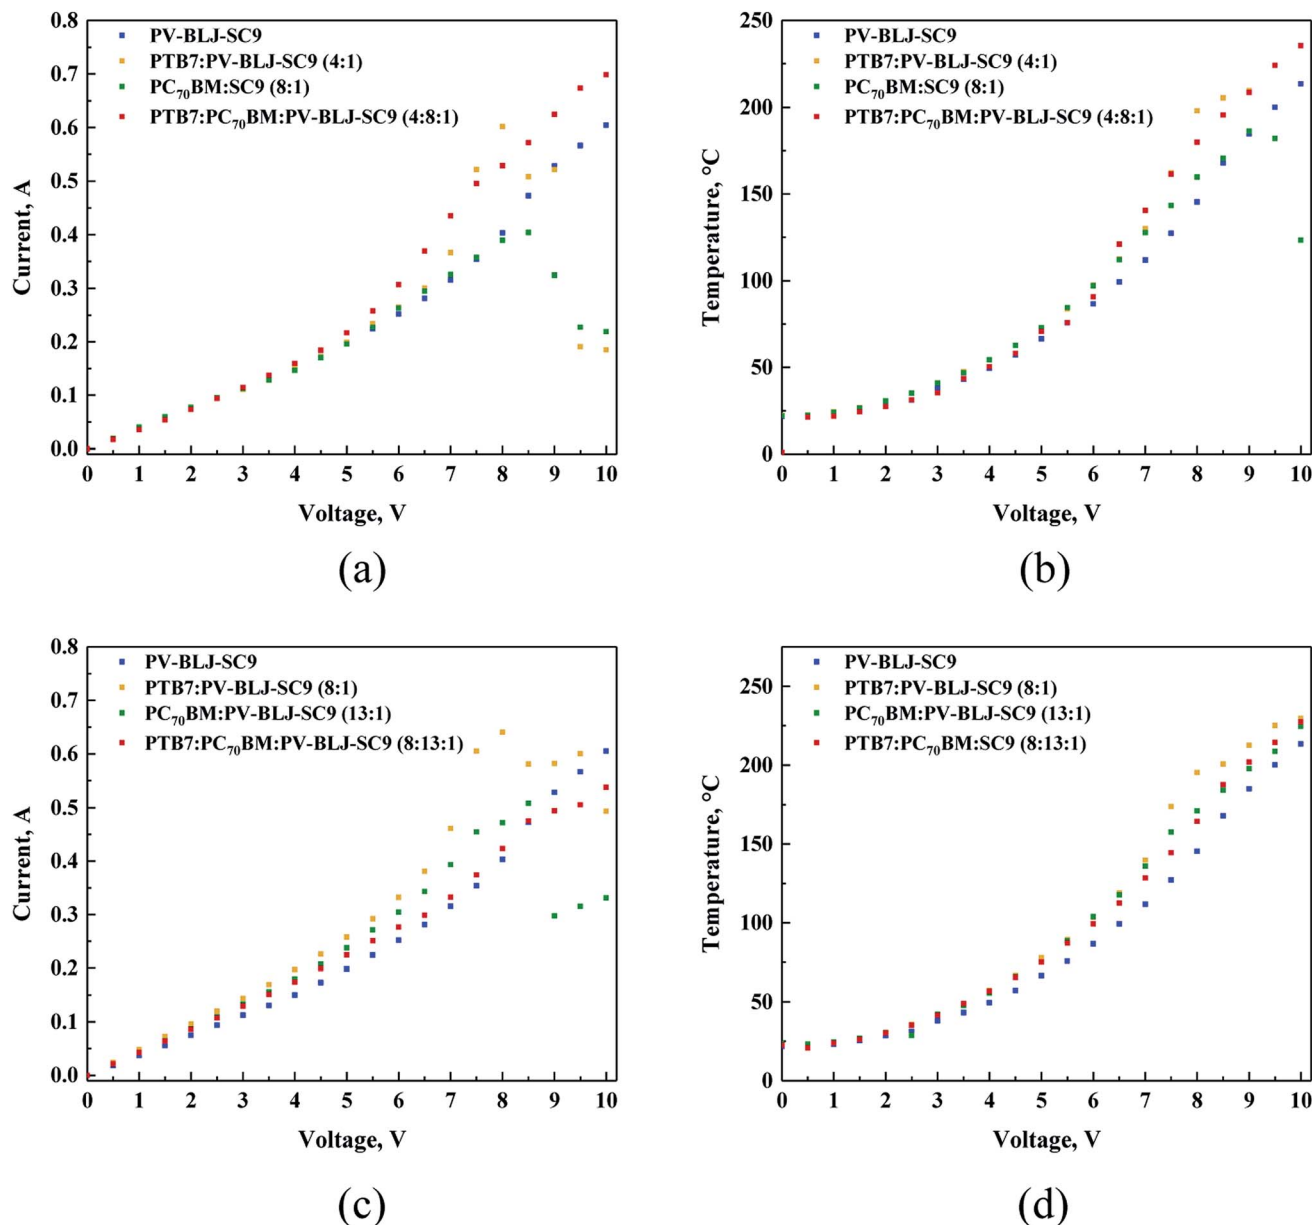 0.8
0.7
0.6
0.5
0.4
0.3
0.2
0.1
0.0
Current, A
PV-BLJ-SC9
PTB7:PV-BLJ-SC9 (4:1)
PC₇₀BM:SC9 (8:1)
PTB7:PC₇₀BM:PV-BLJ-SC9 (4:8:1)
0 1 2 3 4 5 6 7 8 9 10
Voltage, V
(a)
250
200
150
100
50
0
Temperature, °C
PV-BLJ-SC9
PTB7:PV-BLJ-SC9 (4:1)
PC₇₀BM:SC9 (8:1)
PTB7:PC₇₀BM:PV-BLJ-SC9 (4:8:1)
0 1 2 3 4 5 6 7 8 9 10
Voltage, V
(b)
0.8
0.7
0.6
0.5
0.4
0.3
0.2
0.1
0.0
Current, A
PV-BLJ-SC9
PTB7:PV-BLJ-SC9 (8:1)
PC₇₀BM:PV-BLJ-SC9 (13:1)
PTB7:PC₇₀BM:PV-BLJ-SC9 (8:13:1)
0 1 2 3 4 5 6 7 8 9 10
Voltage, V
(c)
250
200
150
100
50
0
Temperature, °C
PV-BLJ-SC9
PTB7:PV-BLJ-SC9 (8:1)
PC₇₀BM:PV-BLJ-SC9 (13:1)
PTB7:PC₇₀BM:SC9 (8:13:1)
0 1 2 3 4 5 6 7 8 9 10
Voltage, V
(d)